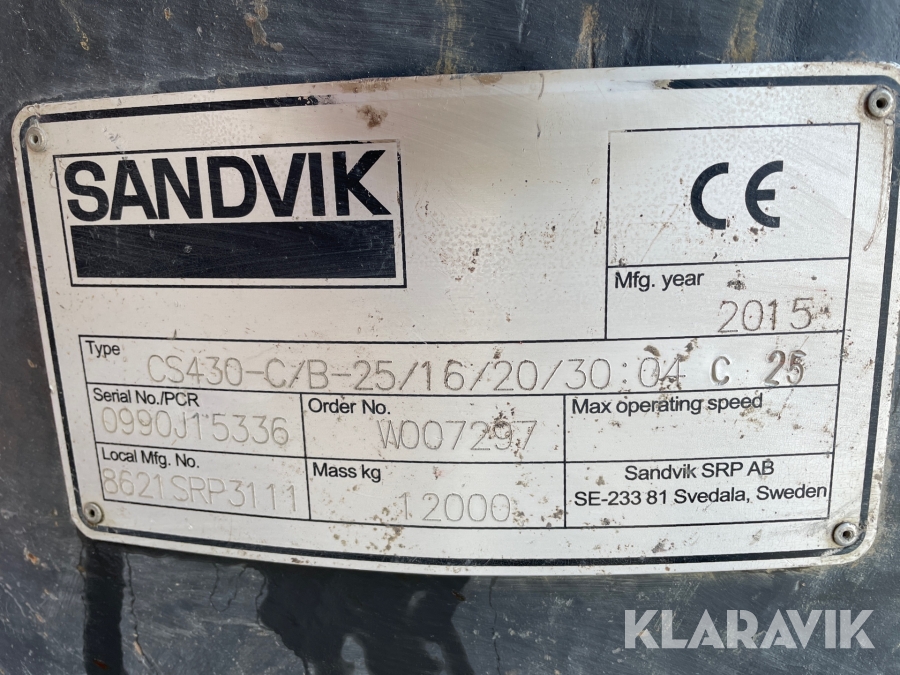 SANDVIK
CE
Mfg. year
2015
Type
CS430-C/B-25/16/20/30:04 C 25
Serial No./PCR
0990J15336
Order No.
W007297
Max operating speed
Local Mfg. No.
8621SRP3111
Mass kg
12000
Sandvik SRP AB
SE-233 81 Svedala, Sweden
KLARAVIK